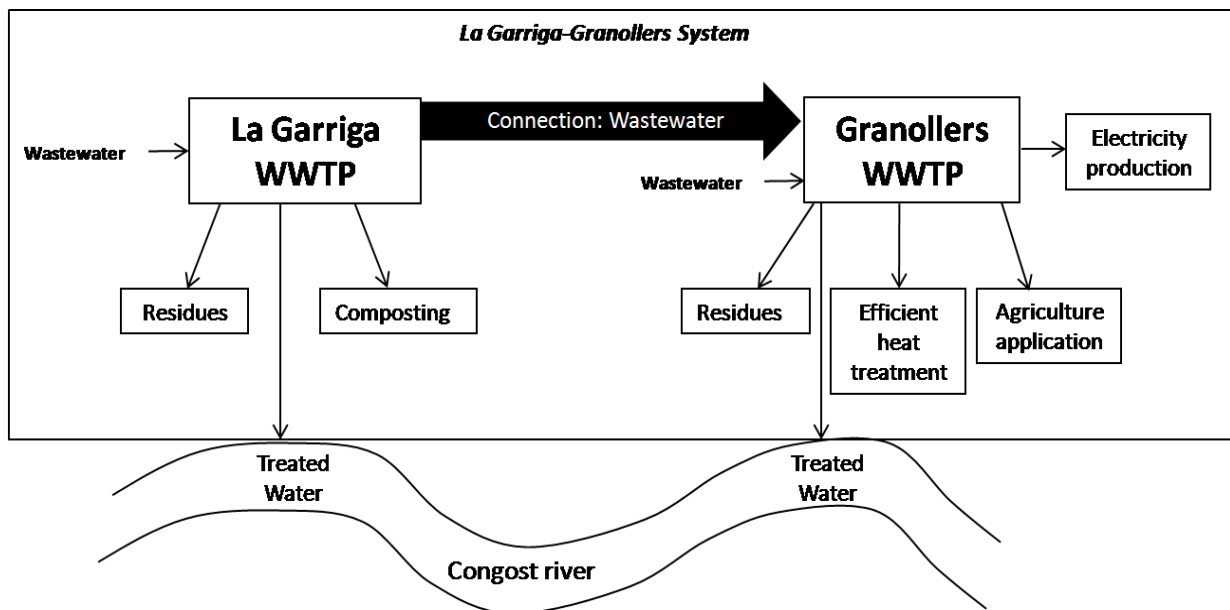 La Garriga-Granollers System
La Garriga
WWTP
Connection: Wastewater
Granollers
WWTP
Electricity
production
Wastewater
Wastewater
Residues
Composting
Residues
Efficient
heat
treatment
Agriculture
application
Treated
Water
Treated
Water
Congost river